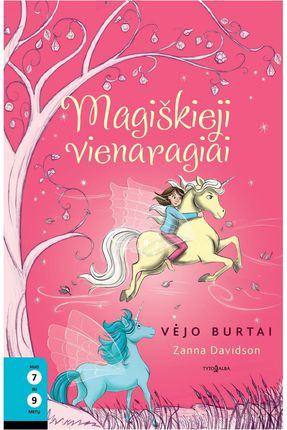 Magiškieji
vienaragiai
VĖJO BURTAI
Zanna Davidson
TYTO ALBA
NUO
7
IKI
9
METŲ